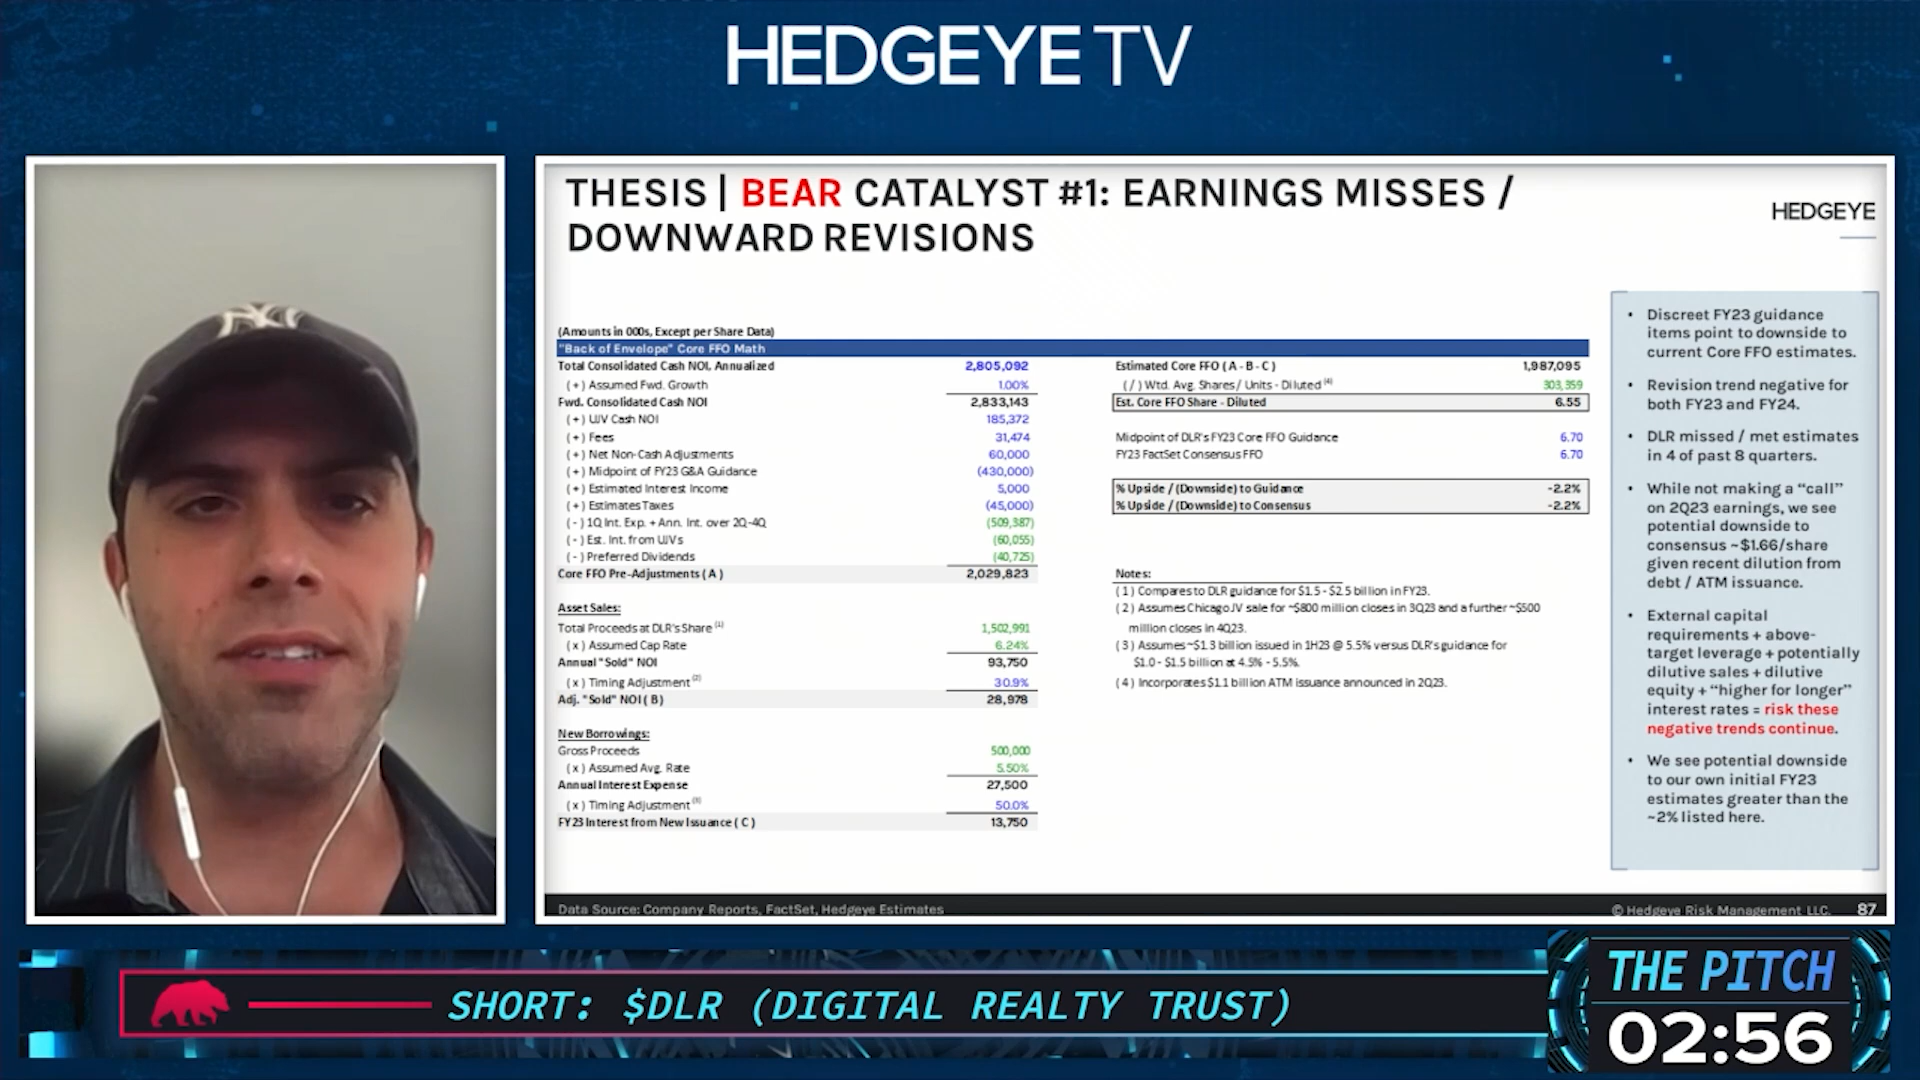 HEDGEYE TV
THESIS | BEAR CATALYST #1: EARNINGS MISSES /
DOWNWARD REVISIONS
HEDGEYE
(Amounts in 000s, Except per Share Data)
"Back of Envelope" Core FFO Math
Total Consolidated Cash NOI, Annualized 2,805,092
(+) Assumed Fwd. Growth 1.00%
Fwd. Consolidated Cash NOI 2,833,143
(+) UJV Cash NOI 185,372
(+) Fees 31,474
(+) Net Non-Cash Adjustments 60,000
(+) Midpoint of FY23 G&A Guidance (430,000)
(+) Estimated Interest Income 5,000
(+) Estimates Taxes (45,000)
(-) 1Q Int. Exp. + Ann. Int. over 2Q-4Q (509,387)
(-) Est. Int. from UJVs (60,055)
(-) Preferred Dividends (40,725)
Core FFO Pre-Adjustments (A) 2,029,823
Asset Sales:
Total Proceeds at DLR's Share (1) 1,502,991
(x) Assumed Cap Rate 6.24%
Annual "Sold" NOI 93,750
(x) Timing Adjustment (2) 30.9%
Adj. "Sold" NOI (B) 28,978
New Borrowings:
Gross Proceeds 500,000
(x) Assumed Avg. Rate 5.50%
Annual Interest Expense 27,500
(x) Timing Adjustment (3) 50.0%
FY23 Interest from New Issuance (C) 13,750
Estimated Core FFO (A - B - C) 1,987,095
(/) Wtd. Avg. Shares / Units - Diluted (4) 303,359
Est. Core FFO Share - Diluted 6.55
Midpoint of DLR's FY23 Core FFO Guidance 6.70
FY23 FactSet Consensus FFO 6.70
% Upside / (Downside) to Guidance -2.2%
% Upside / (Downside) to Consensus -2.2%
Notes:
(1) Compares to DLR guidance for $1.5 - $2.5 billion in FY23.
(2) Assumes Chicago JV sale for ~$800 million closes in 3Q23 and a further ~$500
million closes in 4Q23.
(3) Assumes ~$1.3 billion issued in 1H23 @ 5.5% versus DLR's guidance for
$1.0 - $1.5 billion at 4.5% - 5.5%.
(4) Incorporates $1.1 billion ATM issuance announced in 2Q23.
• Discreet FY23 guidance
items point to downside to
current Core FFO estimates.
• Revision trend negative for
both FY23 and FY24.
• DLR missed / met estimates
in 4 of past 8 quarters.
• While not making a “call”
on 2Q23 earnings, we see
potential downside to
consensus ~$1.66/share
given recent dilution from
debt / ATM issuance.
• External capital
requirements + above-
target leverage + potentially
dilutive sales + dilutive
equity + “higher for longer”
interest rates = risk these
negative trends continue.
• We see potential downside
to our own initial FY23
estimates greater than the
~2% listed here.
Data Source: Company Reports, FactSet, Hedgeye Estimates
© Hedgeye Risk Management LLC. 87
SHORT: $DLR (DIGITAL REALTY TRUST)
THE PITCH
02:56